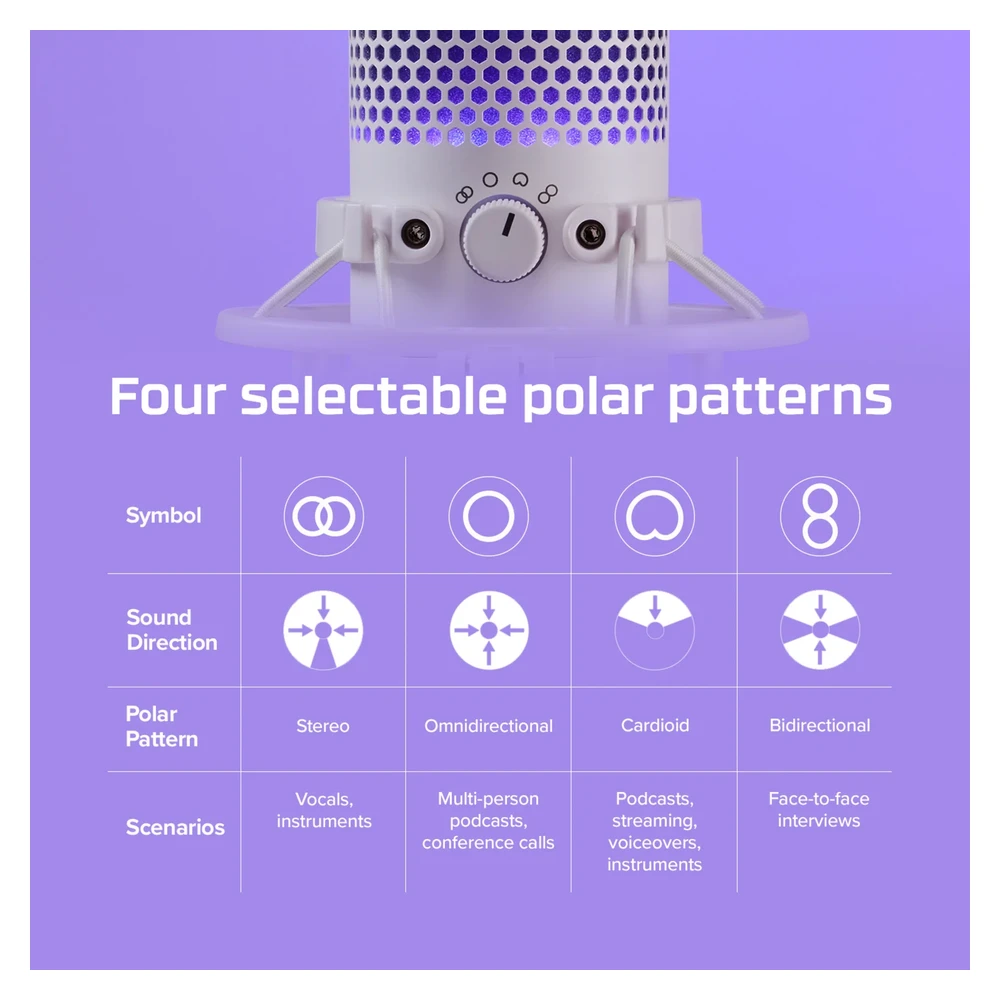 Four selectable polar patterns
Symbol
Sound
Direction
Polar
Pattern
Stereo
Omnidirectional
Cardioid
Bidirectional
Scenarios
Vocals,
instruments
Multi-person
podcasts,
conference calls
Podcasts,
streaming,
voiceovers,
instruments
Face-to-face
interviews